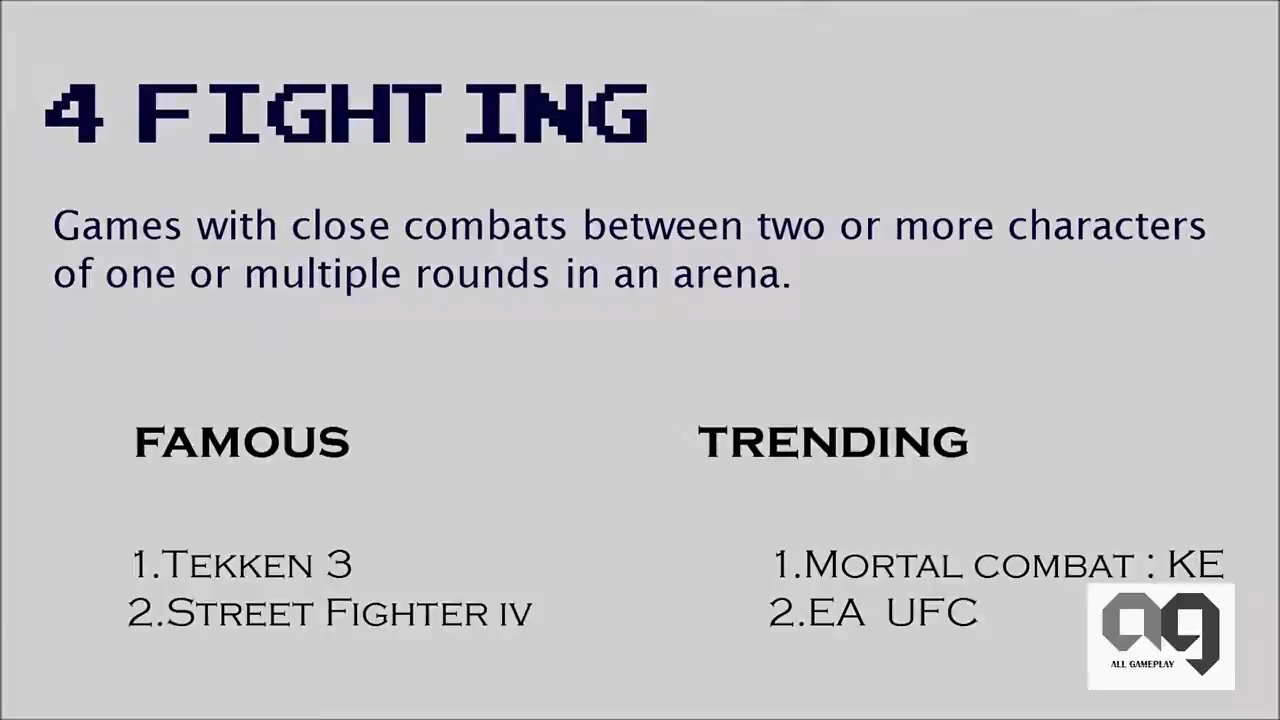 4 FIGHTING
Games with close combats between two or more characters
of one or multiple rounds in an arena.
FAMOUS
1.TEKKEN 3
2.STREET FIGHTER IV
TRENDING
1.MORTAL COMBAT : KE
2.EA UFC
ag
ALL GAMEPLAY